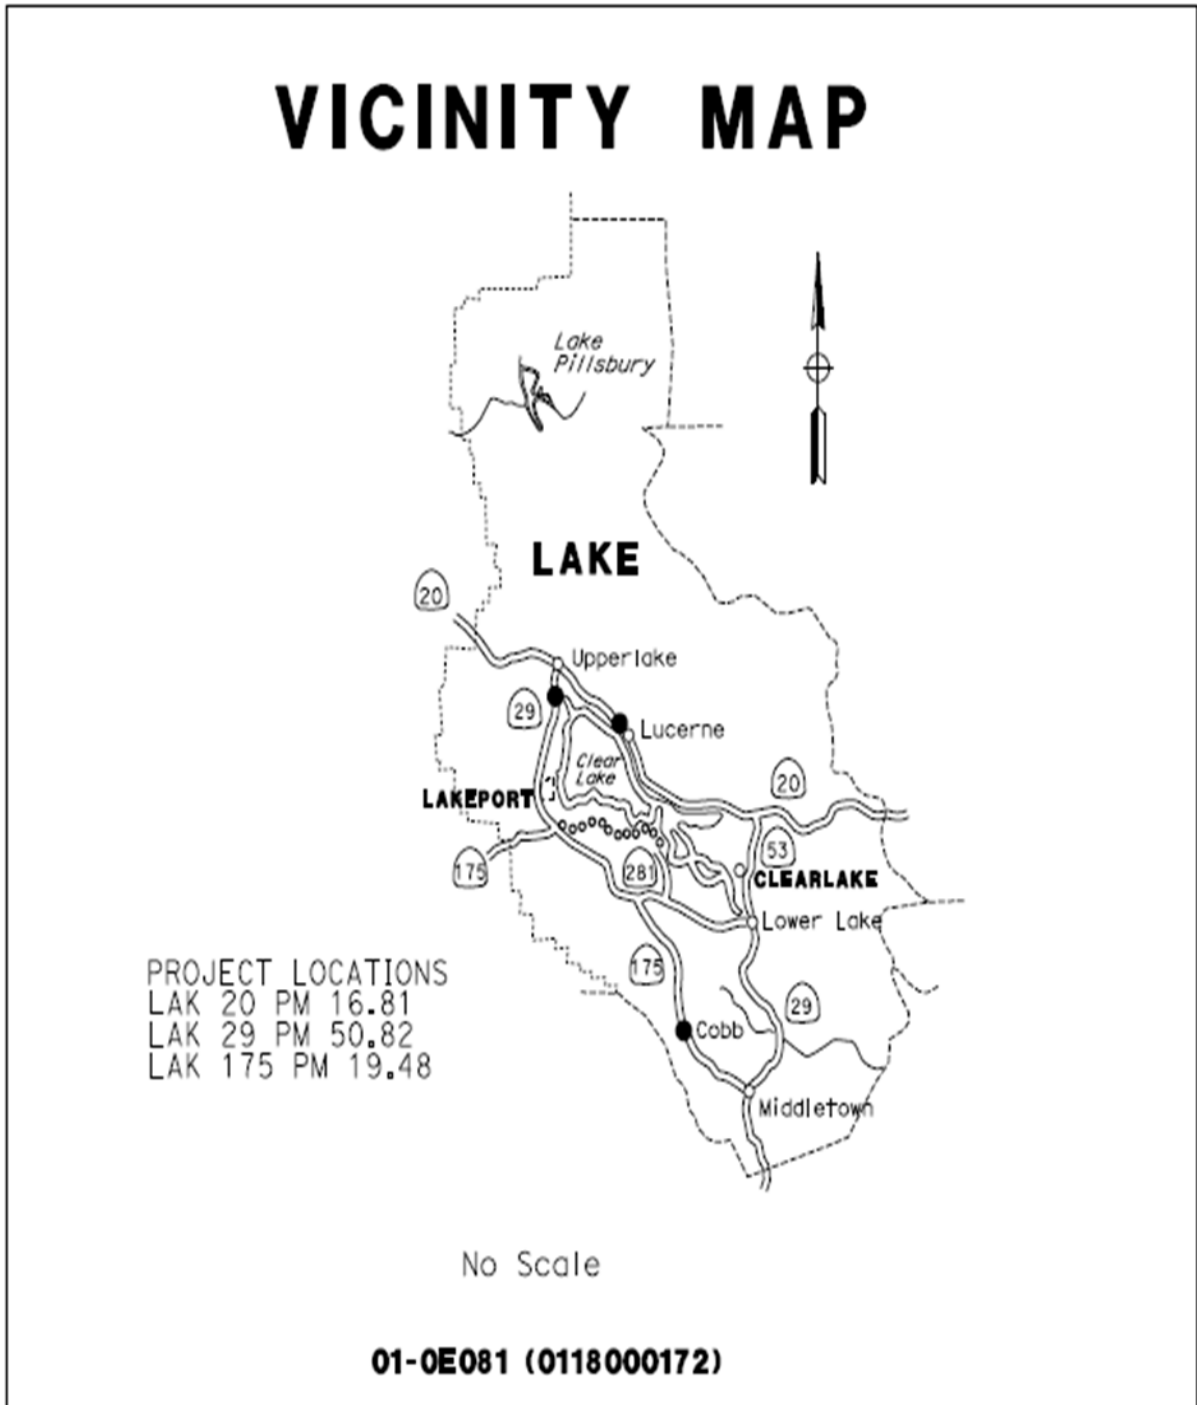 VICINITY MAP
Lake
Pillsbury
LAKE
20
Upperlake
29
Lucerne
Clear
Lake
20
LAKEPORT
53
175
281
CLEARLAKE
Lower Lake
175
PROJECT LOCATIONS
LAK 20 PM 16.81
LAK 29 PM 50.82
LAK 175 PM 19.48
29
Cobb
Middletown
No Scale
01-0E081 (0118000172)